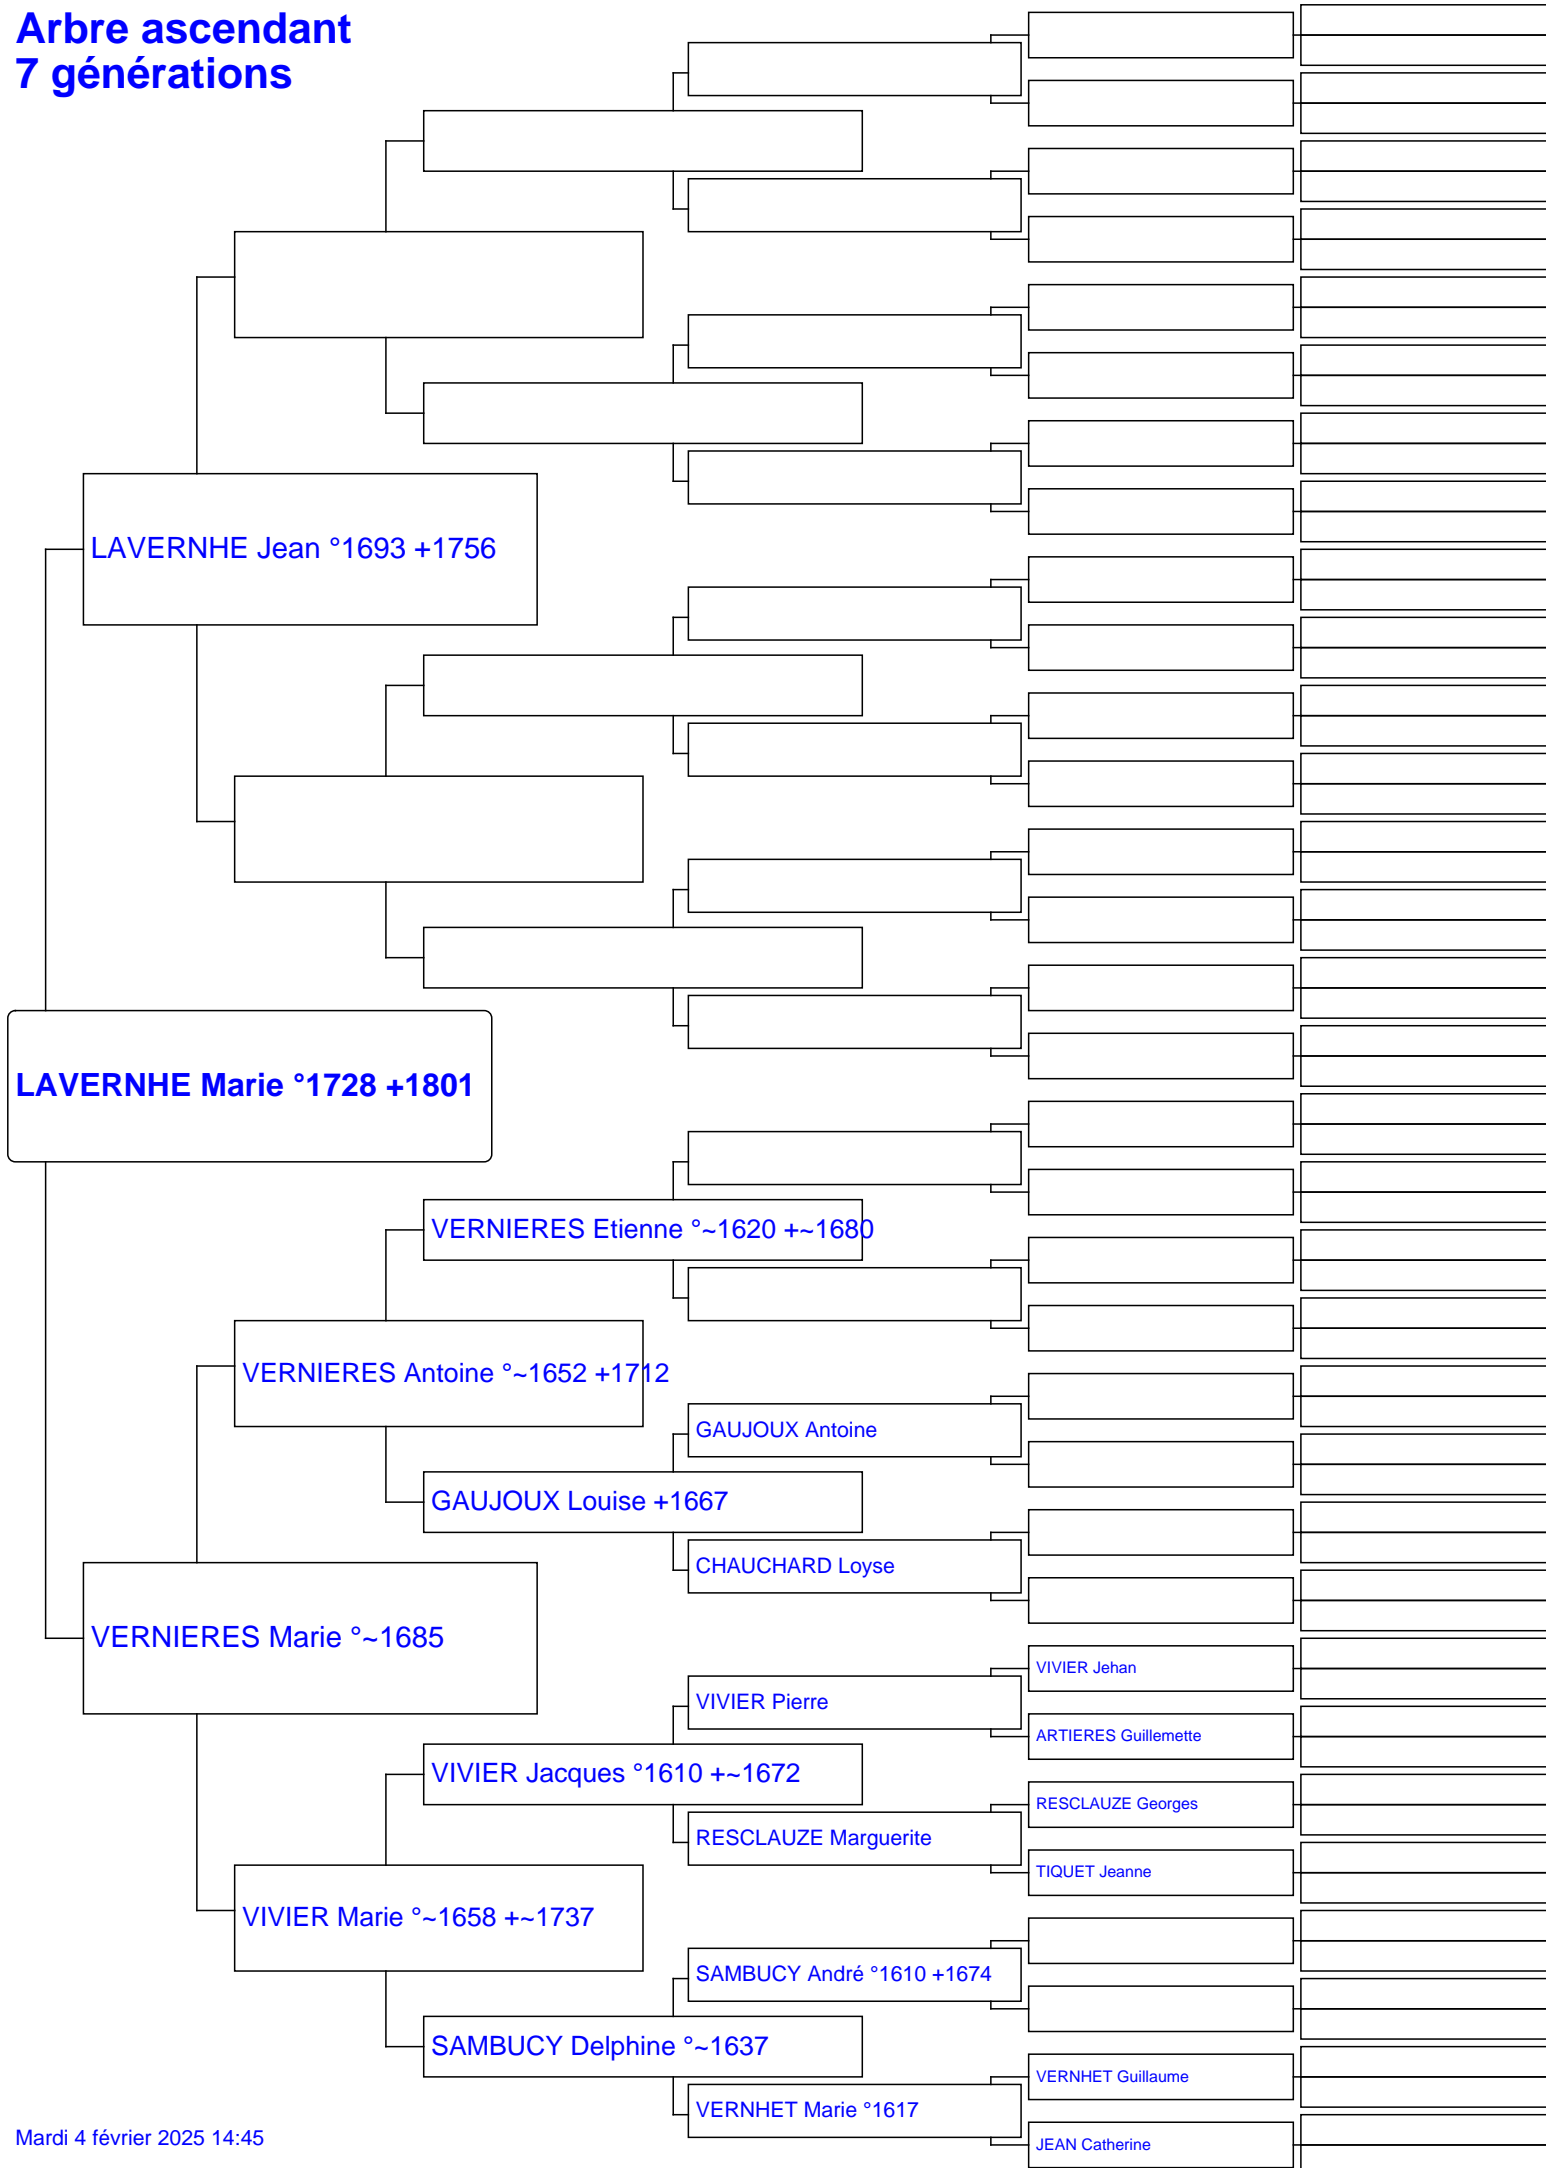 Arbre ascendant
7 générations
LAVERNHE Jean °1693 +1756
LAVERNHE Marie °1728 +1801
VERNIERES Etienne °~1620 +~1680
VERNIERES Antoine °~1652 +1712
GAUJOUX Antoine
GAUJOUX Louise +1667
CHAUCHARD Loyse
VERNIERES Marie °~1685
VIVIER Jehan
VIVIER Pierre
ARTIERES Guillemette
VIVIER Jacques °1610 +~1672
RESCLAUZE Georges
RESCLAUZE Marguerite
TIQUET Jeanne
VIVIER Marie °~1658 +~1737
SAMBUCY André °1610 +1674
SAMBUCY Delphine °~1637
VERNHET Guillaume
VERNHET Marie °1617
JEAN Catherine
Mardi 4 février 2025 14:45